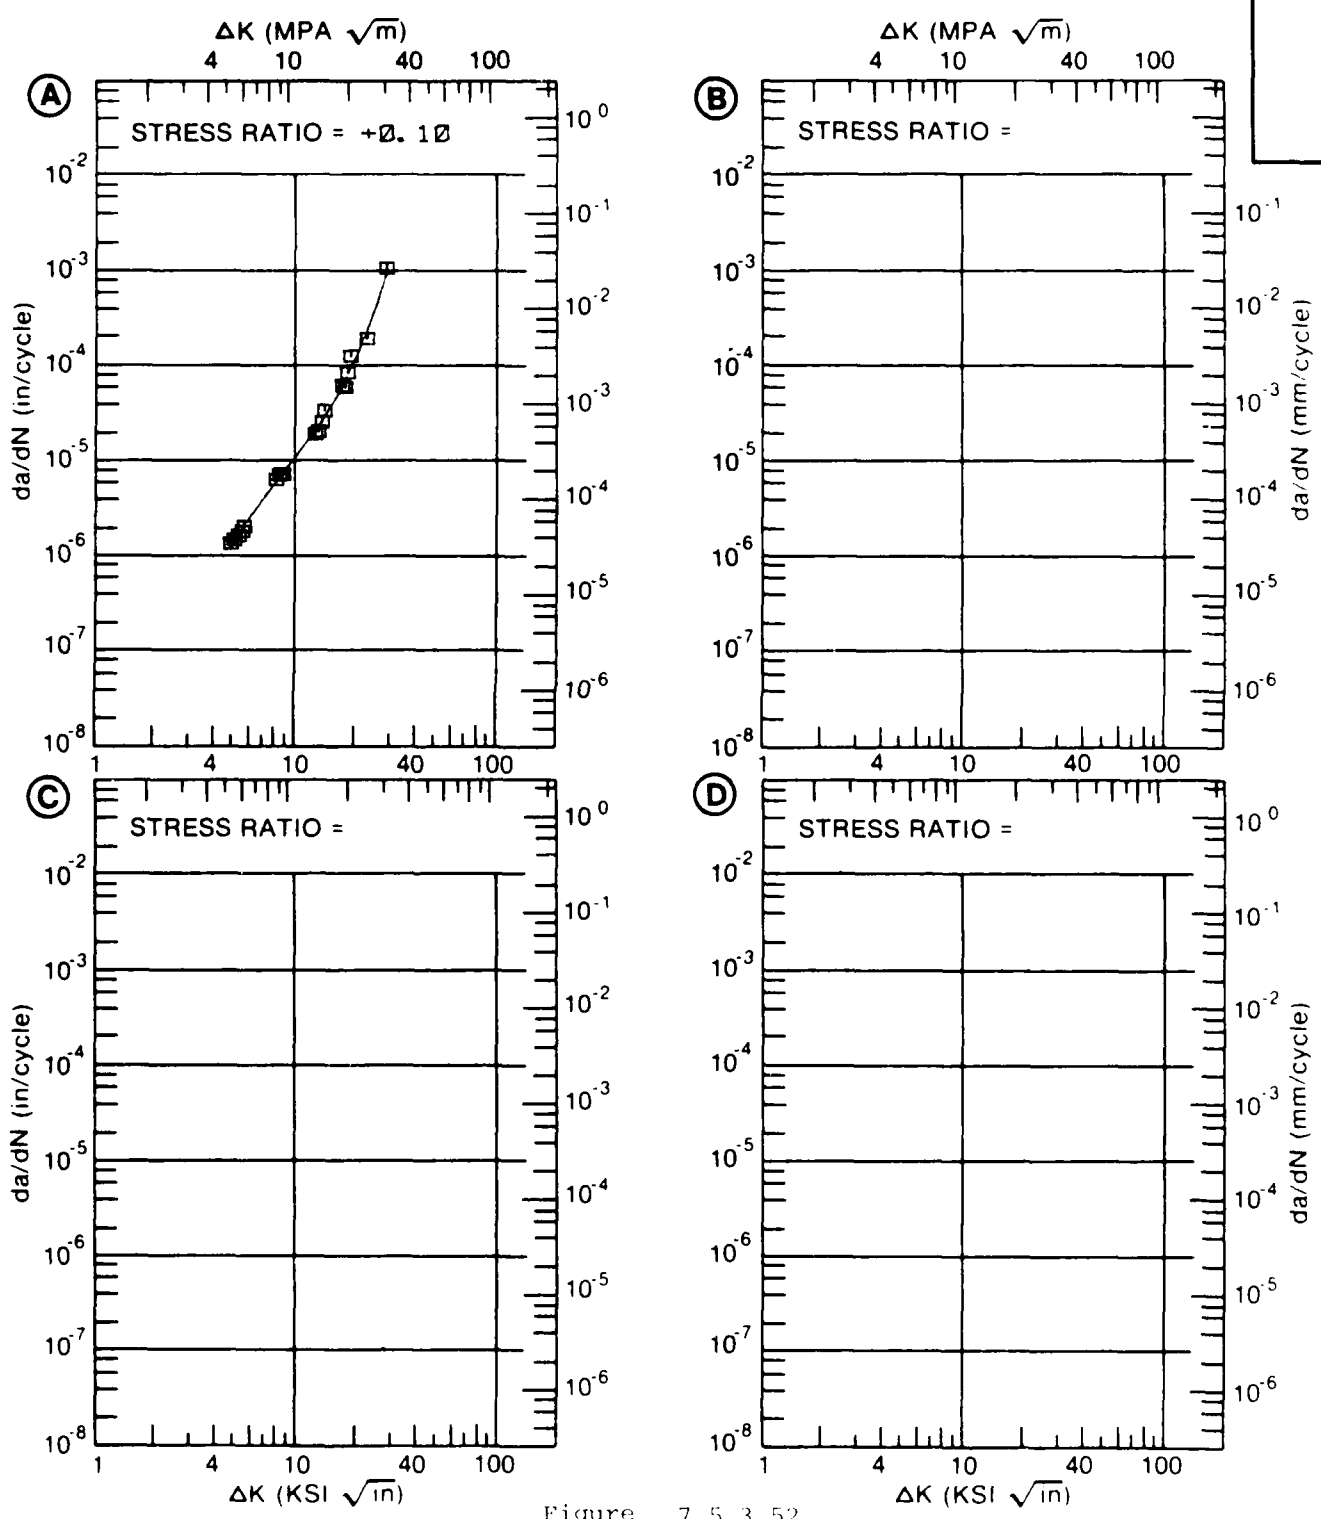 ΔK (MPA √m)
4 10 40 100
A
STRESS RATIO = +0.10
10^0
10^-2
10^-1
10^-3
10^-2
10^-4
10^-3
10^-5
10^-4
10^-6
10^-5
10^-7
10^-6
10^-8
1 4 10 40 100
da/dN (in/cycle)
ΔK (MPA √m)
4 10 40 100
B
STRESS RATIO =
10^-2
10^-1
10^-3
10^-2
10^-4
10^-3
10^-5
10^-4
10^-6
10^-5
10^-7
10^-6
10^-8
1 4 10 40 100
da/dN (mm/cycle)
C
STRESS RATIO =
10^0
10^-2
10^-1
10^-3
10^-2
10^-4
10^-3
10^-5
10^-4
10^-6
10^-5
10^-7
10^-6
10^-8
1 4 10 40 100
da/dN (in/cycle)
ΔK (KSI √in)
D
STRESS RATIO =
10^0
10^-2
10^-1
10^-3
10^-2
10^-4
10^-3
10^-5
10^-4
10^-6
10^-5
10^-7
10^-6
10^-8
1 4 10 40 100
da/dN (mm/cycle)
ΔK (KSI √in)
Figure 7.5.3.52